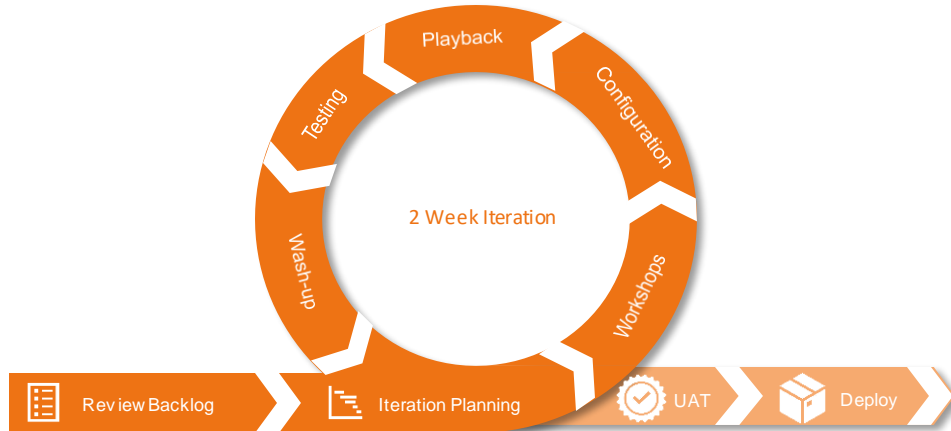 Playback
Configuration
Testing
2 Week Iteration
Wash-up
Workshops
Review Backlog
Iteration Planning
UAT
Deploy